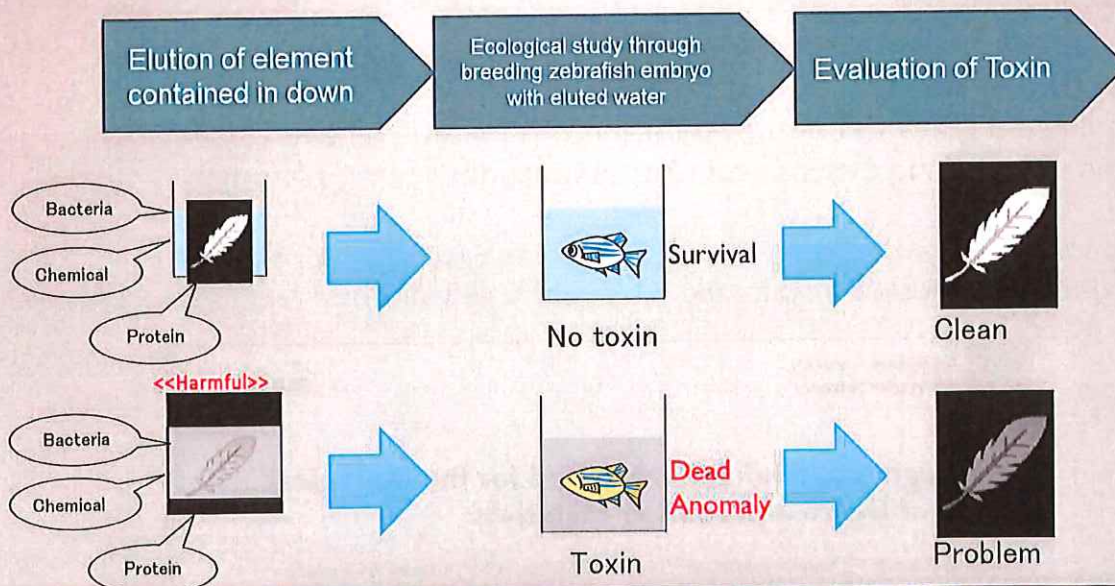 Elution of element
contained in down
Ecological study through
breeding zebrafish embryo
with eluted water
Evaluation of Toxin
Bacteria
Chemical
Protein
Survival
No toxin
Clean
<<Harmful>>
Bacteria
Chemical
Protein
Dead
Anomaly
Toxin
Problem